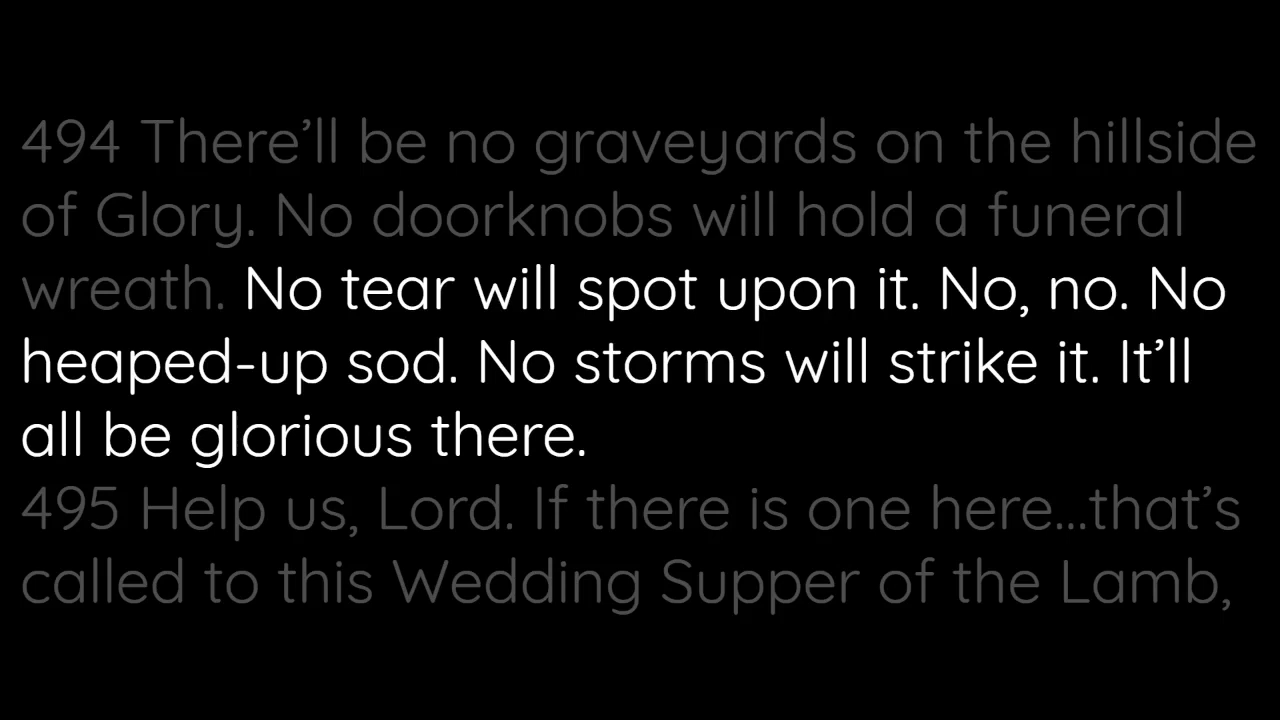 494 There’ll be no graveyards on the hillside
of Glory. No doorknobs will hold a funeral
wreath. No tear will spot upon it. No, no. No
heaped-up sod. No storms will strike it. It’ll
all be glorious there.
495 Help us, Lord. If there is one here...that’s
called to this Wedding Supper of the Lamb,